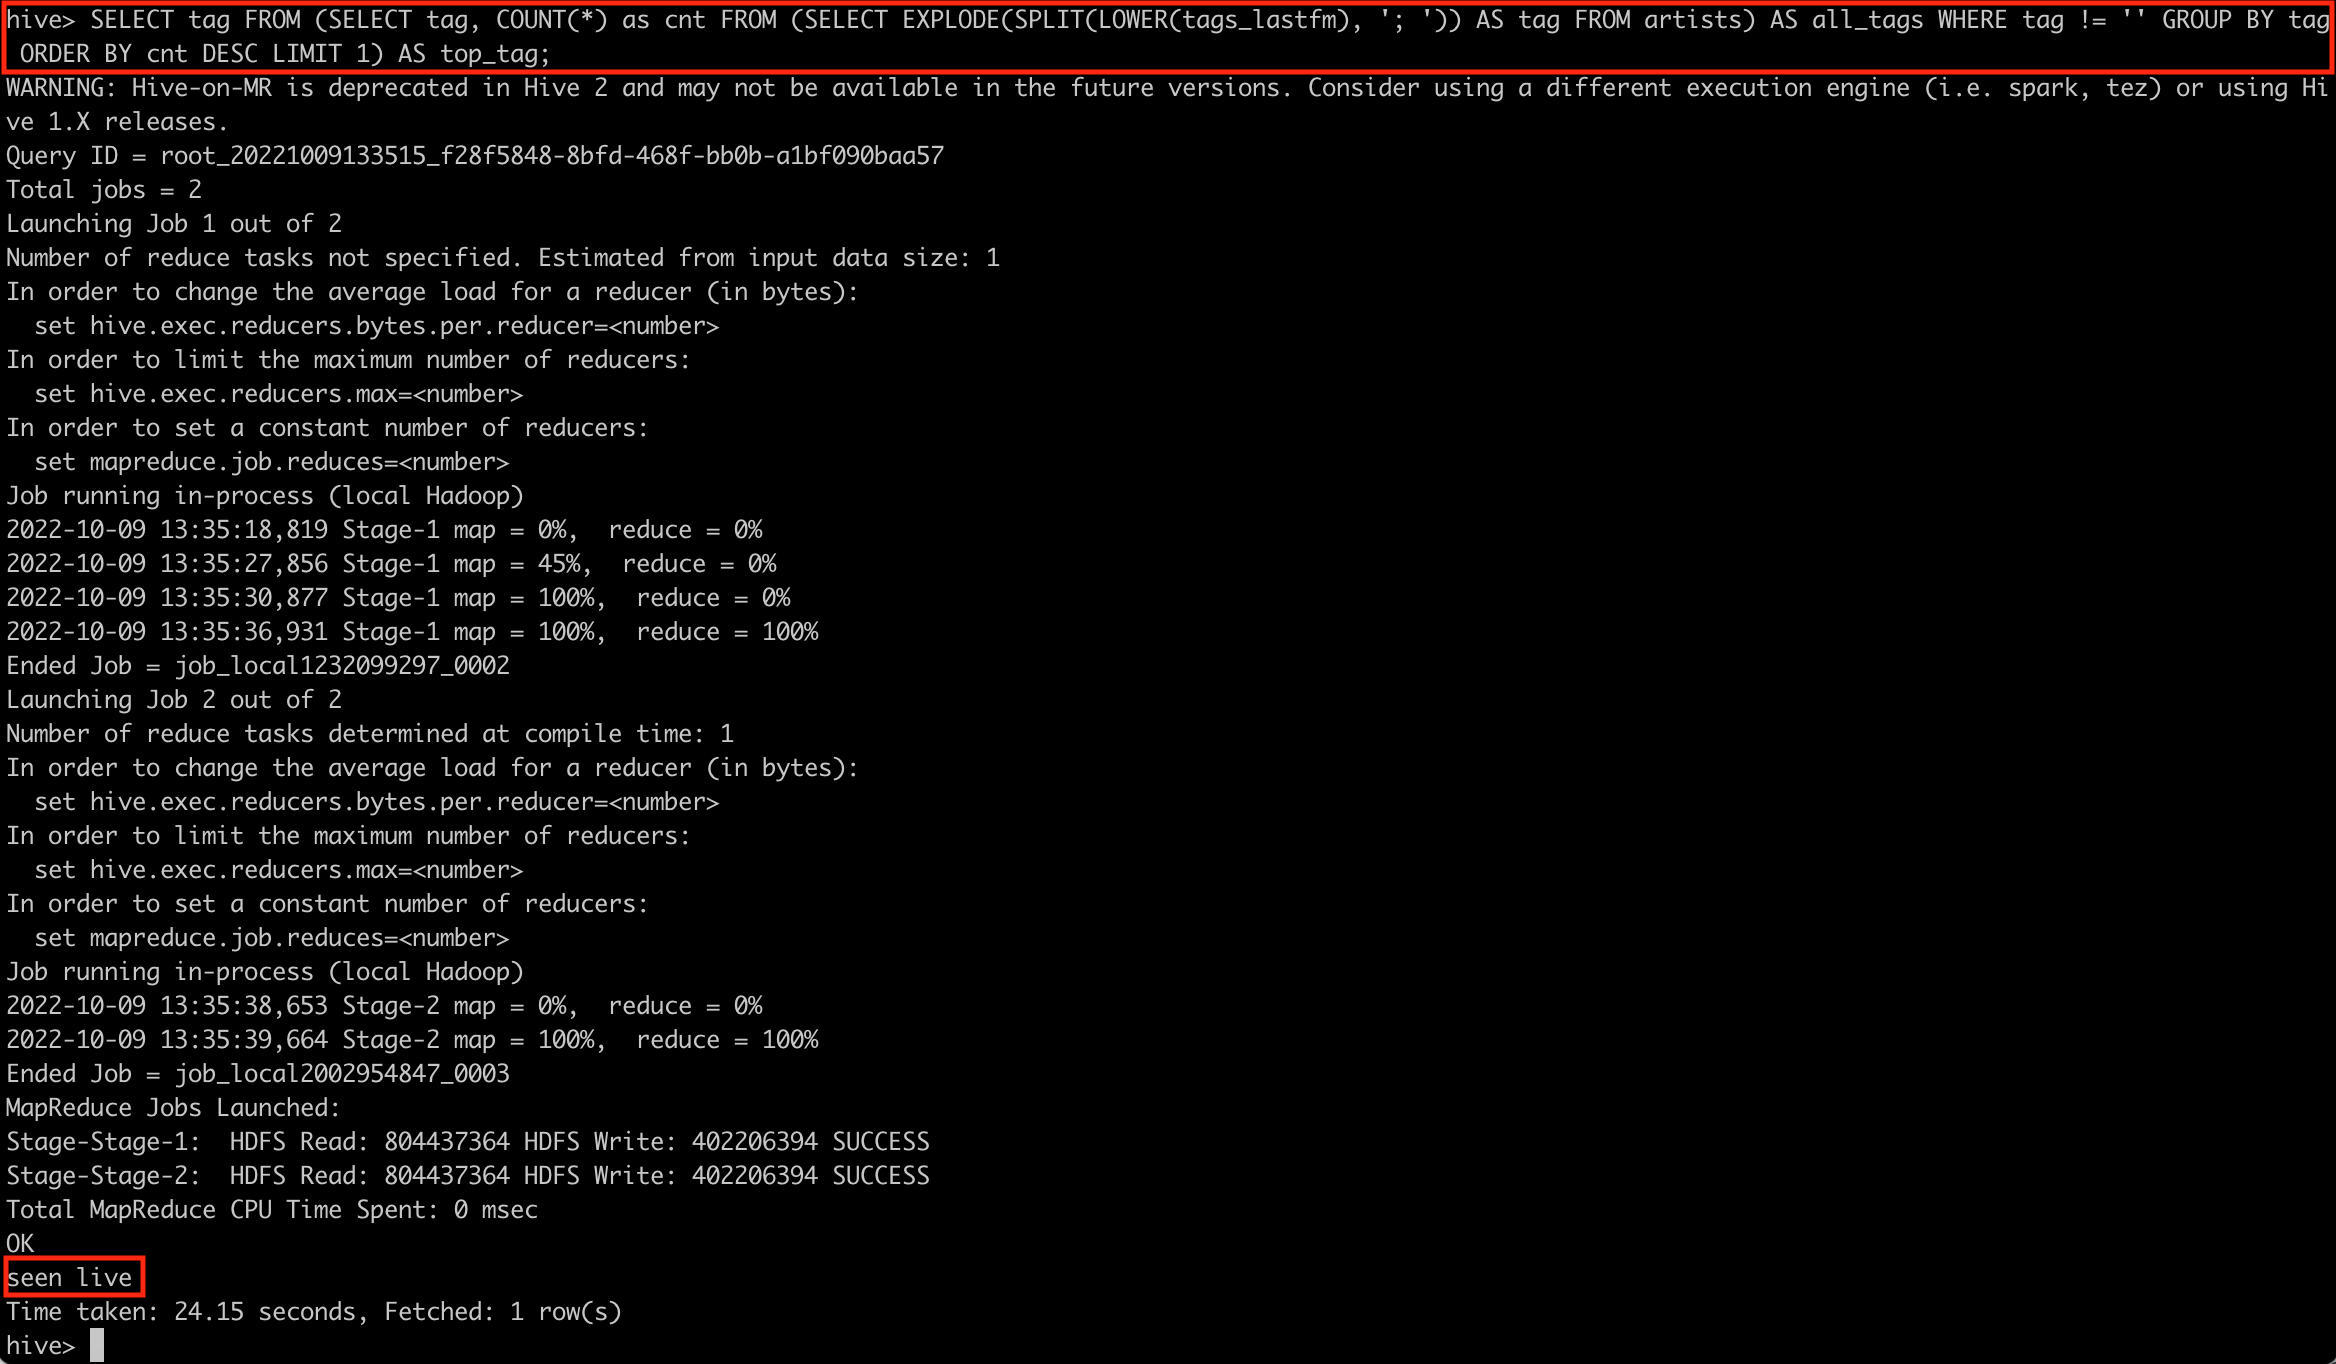 hive> SELECT tag FROM (SELECT tag, COUNT(*) as cnt FROM (SELECT EXPLODE(SPLIT(LOWER(tags_lastfm), '; ')) AS tag FROM artists) AS all_tags WHERE tag != '' GROUP BY tag
 ORDER BY cnt DESC LIMIT 1) AS top_tag;
WARNING: Hive-on-MR is deprecated in Hive 2 and may not be available in the future versions. Consider using a different execution engine (i.e. spark, tez) or using Hi
ve 1.X releases.
Query ID = root_20221009133515_f28f5848-8bfd-468f-bb0b-a1bf090baa57
Total jobs = 2
Launching Job 1 out of 2
Number of reduce tasks not specified. Estimated from input data size: 1
In order to change the average load for a reducer (in bytes):
  set hive.exec.reducers.bytes.per.reducer=<number>
In order to limit the maximum number of reducers:
  set hive.exec.reducers.max=<number>
In order to set a constant number of reducers:
  set mapreduce.job.reduces=<number>
Job running in-process (local Hadoop)
2022-10-09 13:35:18,819 Stage-1 map = 0%,  reduce = 0%
2022-10-09 13:35:27,856 Stage-1 map = 45%,  reduce = 0%
2022-10-09 13:35:30,877 Stage-1 map = 100%,  reduce = 0%
2022-10-09 13:35:36,931 Stage-1 map = 100%,  reduce = 100%
Ended Job = job_local1232099297_0002
Launching Job 2 out of 2
Number of reduce tasks determined at compile time: 1
In order to change the average load for a reducer (in bytes):
  set hive.exec.reducers.bytes.per.reducer=<number>
In order to limit the maximum number of reducers:
  set hive.exec.reducers.max=<number>
In order to set a constant number of reducers:
  set mapreduce.job.reduces=<number>
Job running in-process (local Hadoop)
2022-10-09 13:35:38,653 Stage-2 map = 0%,  reduce = 0%
2022-10-09 13:35:39,664 Stage-2 map = 100%,  reduce = 100%
Ended Job = job_local2002954847_0003
MapReduce Jobs Launched:
Stage-Stage-1:  HDFS Read: 804437364 HDFS Write: 402206394 SUCCESS
Stage-Stage-2:  HDFS Read: 804437364 HDFS Write: 402206394 SUCCESS
Total MapReduce CPU Time Spent: 0 msec
OK
seen live
Time taken: 24.15 seconds, Fetched: 1 row(s)
hive>